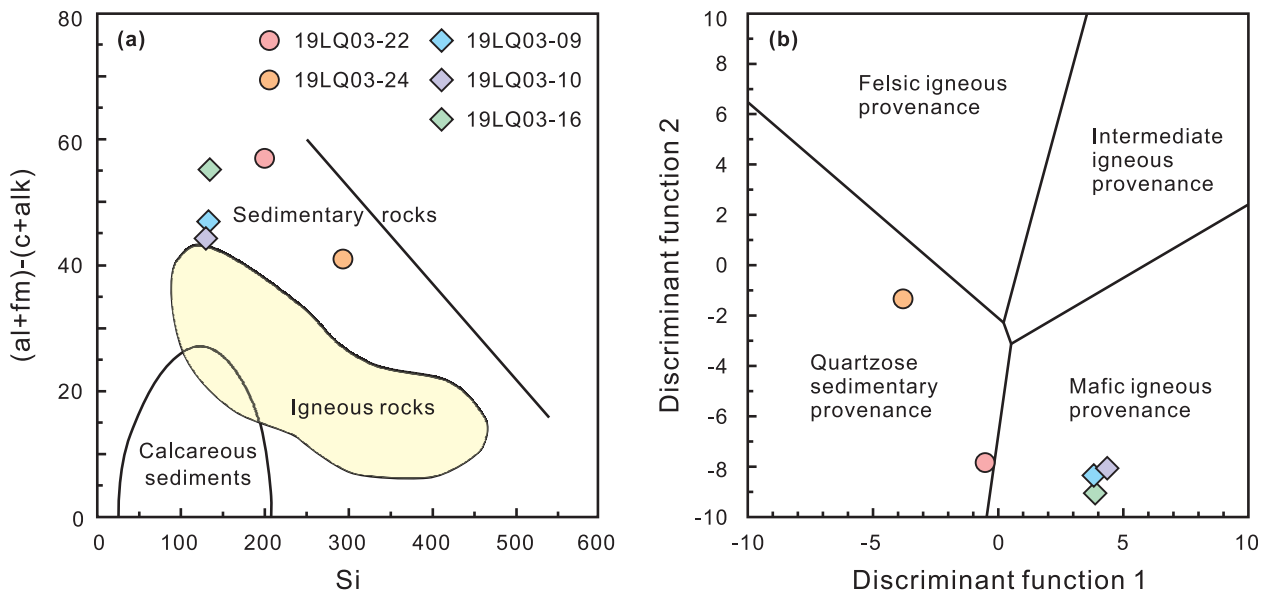 (a)
19LQ03-22
19LQ03-24
19LQ03-09
19LQ03-10
19LQ03-16
Sedimentary rocks
Igneous rocks
Calcareous
sediments
80
60
40
20
0
0 100 200 300 400 500 600
(al+fm)-(c+alk)
Si
(b)
Felsic igneous
provenance
Intermediate
igneous
provenance
Quartzose
sedimentary
provenance
Mafic igneous
provenance
10
8
6
4
2
0
-2
-4
-6
-8
-10
-10 -5 0 5 10
Discriminant function 2
Discriminant function 1